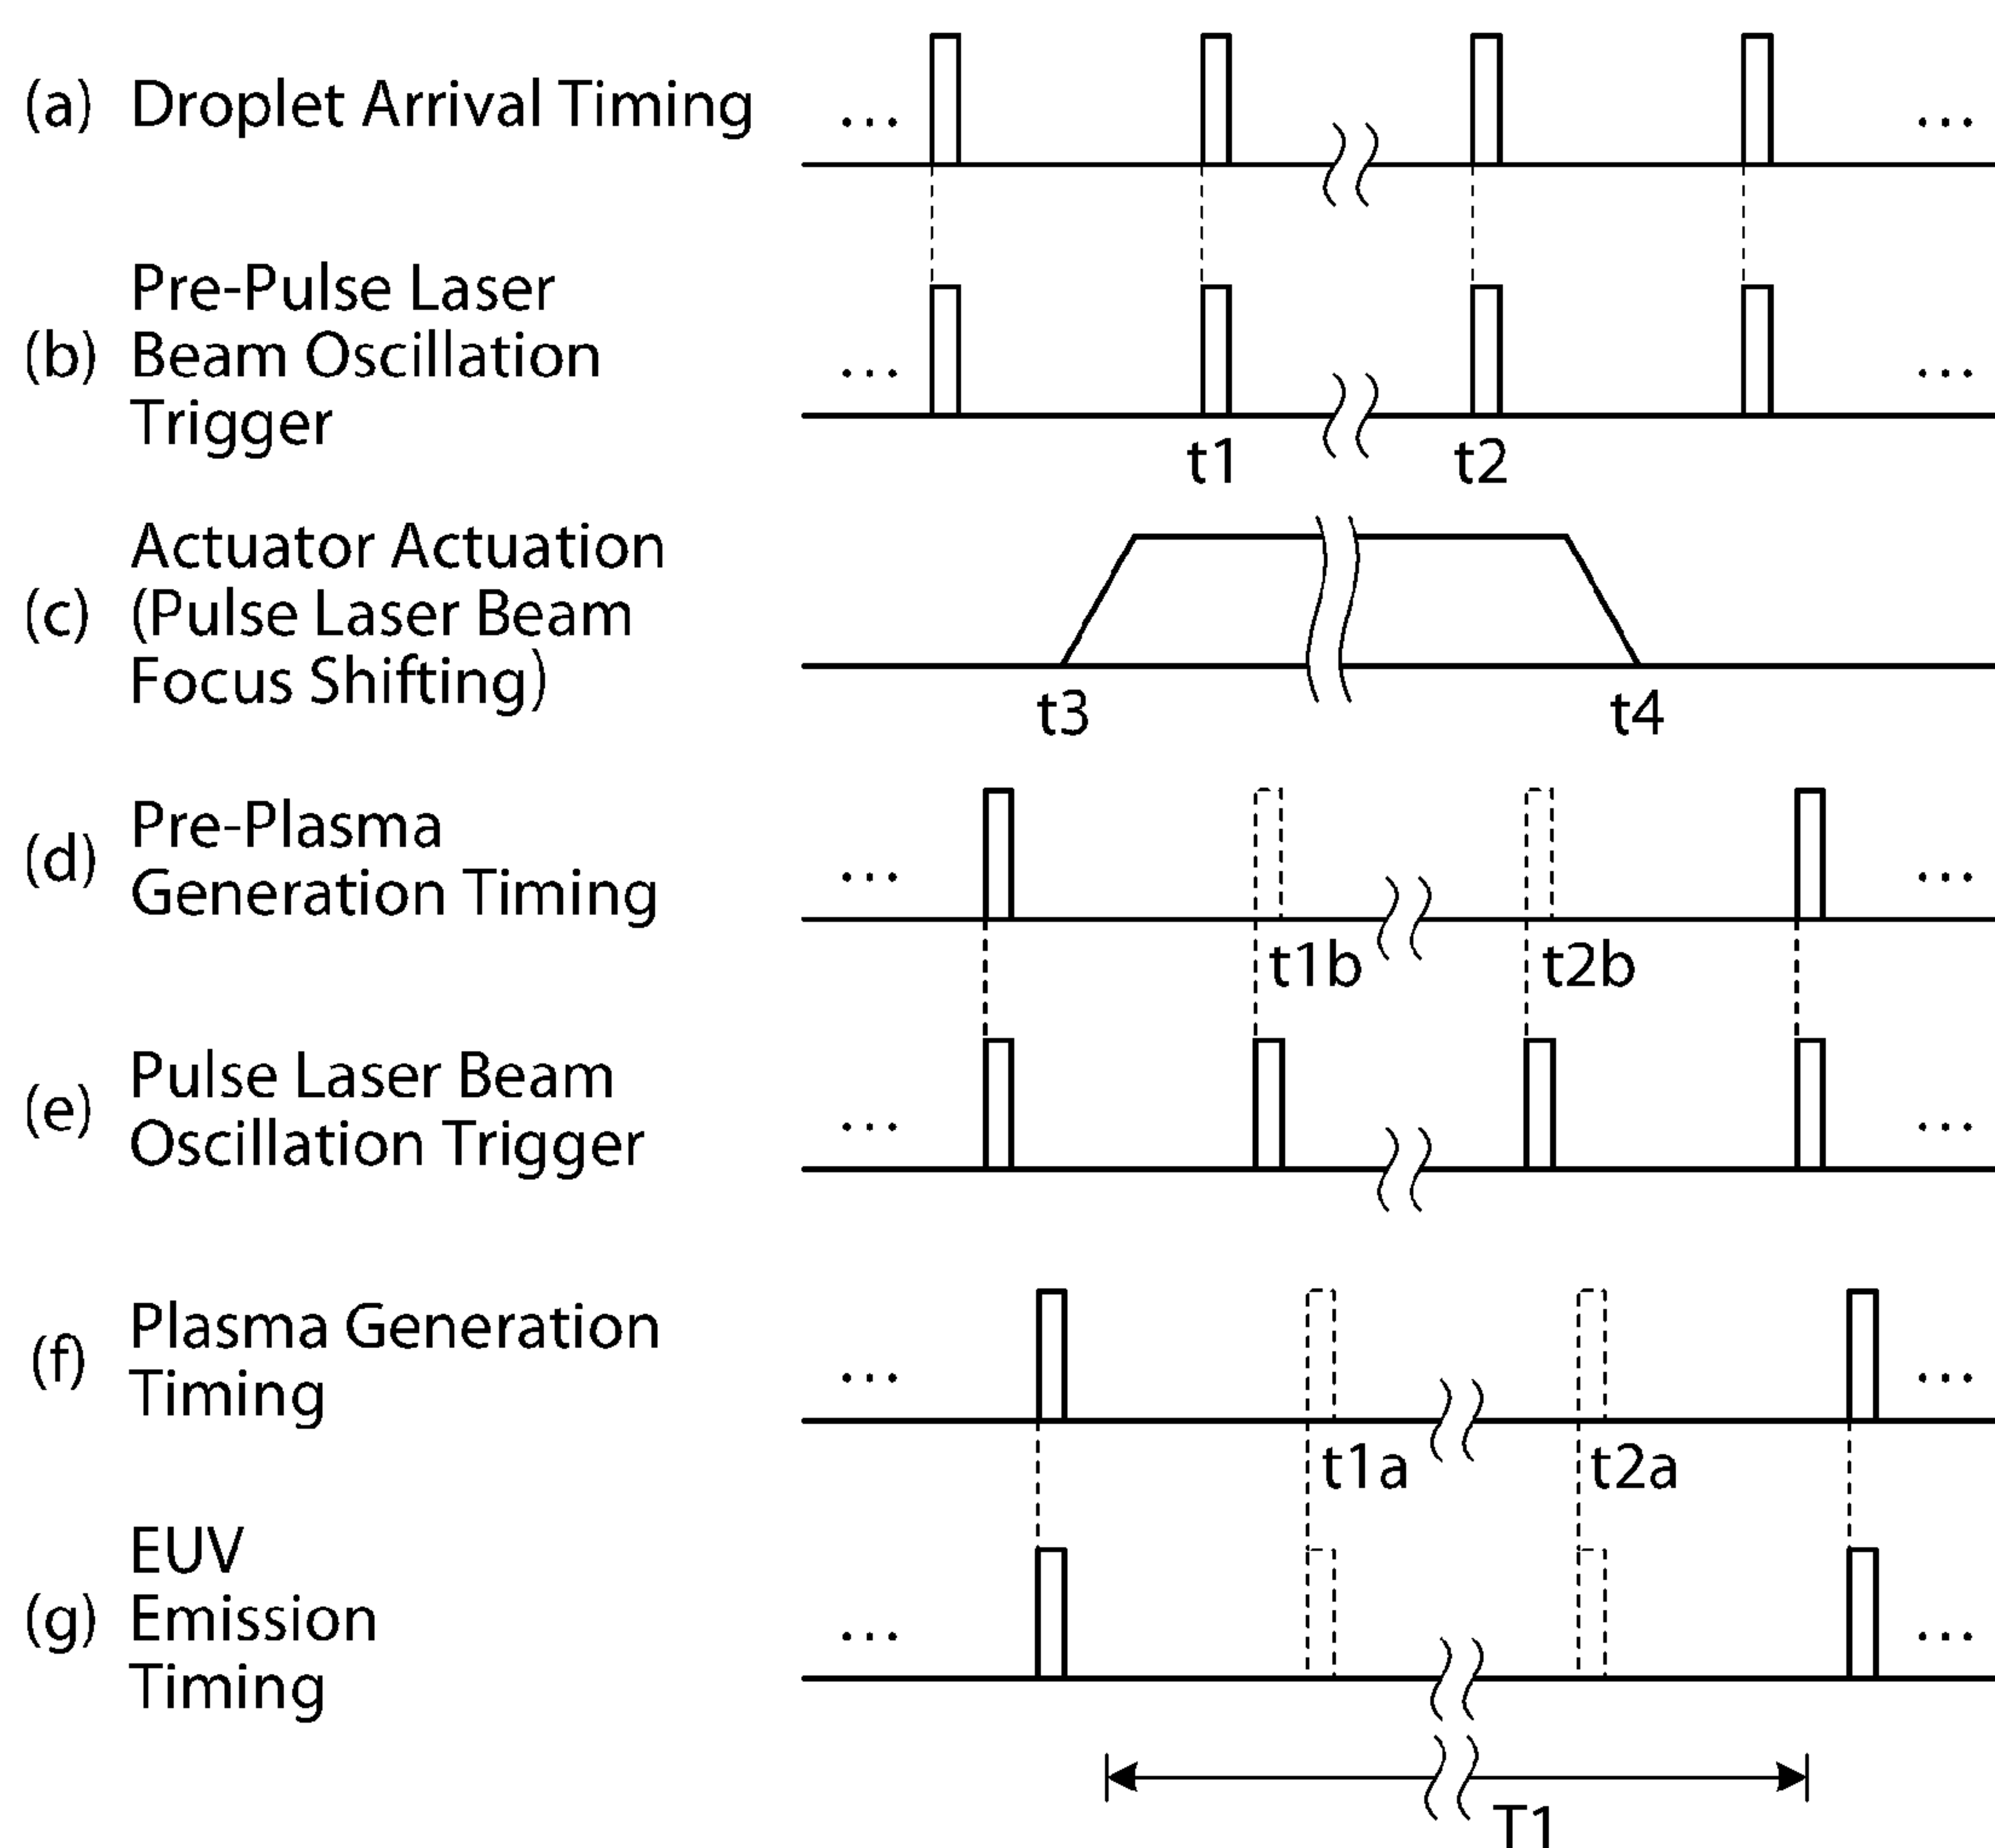 (a) Droplet Arrival Timing
... ...
Pre-Pulse Laser
(b) Beam Oscillation
Trigger
... ...
t1 t2
Actuator Actuation
(c) (Pulse Laser Beam
Focus Shifting)
t3 t4
Pre-Plasma
(d)
Generation Timing
... ...
t1b t2b
Pulse Laser Beam
(e)
Oscillation Trigger
... ...
Plasma Generation
(f)
Timing
... ...
t1a t2a
EUV
(g) Emission
Timing
... ...
T1